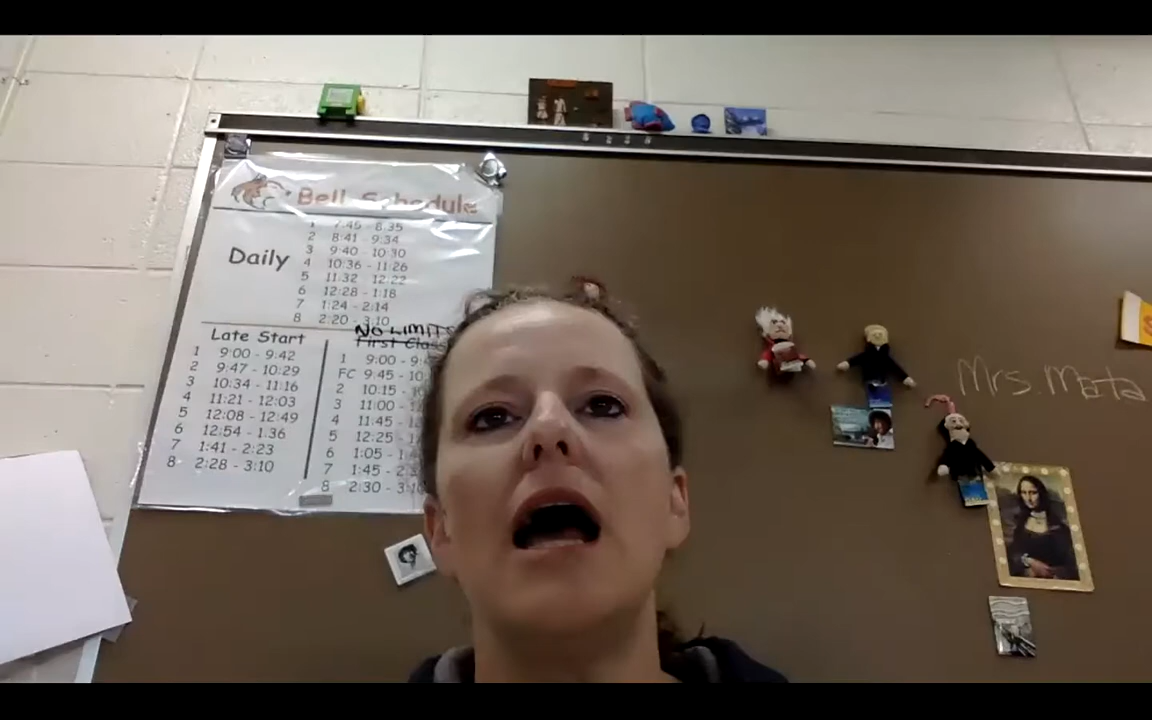 Bell Schedule
Daily
1 7:45 - 8:35
2 8:41 - 9:34
3 9:40 - 10:30
4 10:36 - 11:26
5 11:32 - 12:22
6 12:28 - 1:18
7 1:24 - 2:14
8 2:20 - 3:10
Late Start
1 9:00 - 9:42
2 9:47 - 10:29
3 10:34 - 11:16
4 11:21 - 12:03
5 12:08 - 12:49
6 12:54 - 1:36
7 1:41 - 2:23
8 2:28 - 3:10
NO LIMITS
First
1 9:00 -
FC 9:45 -
2 10:15 -
3 11:00 -
4 11:45 -
5 12:25 -
6 1:05 -
7 1:45 -
8 2:30 - 3:10
Mrs. Mata